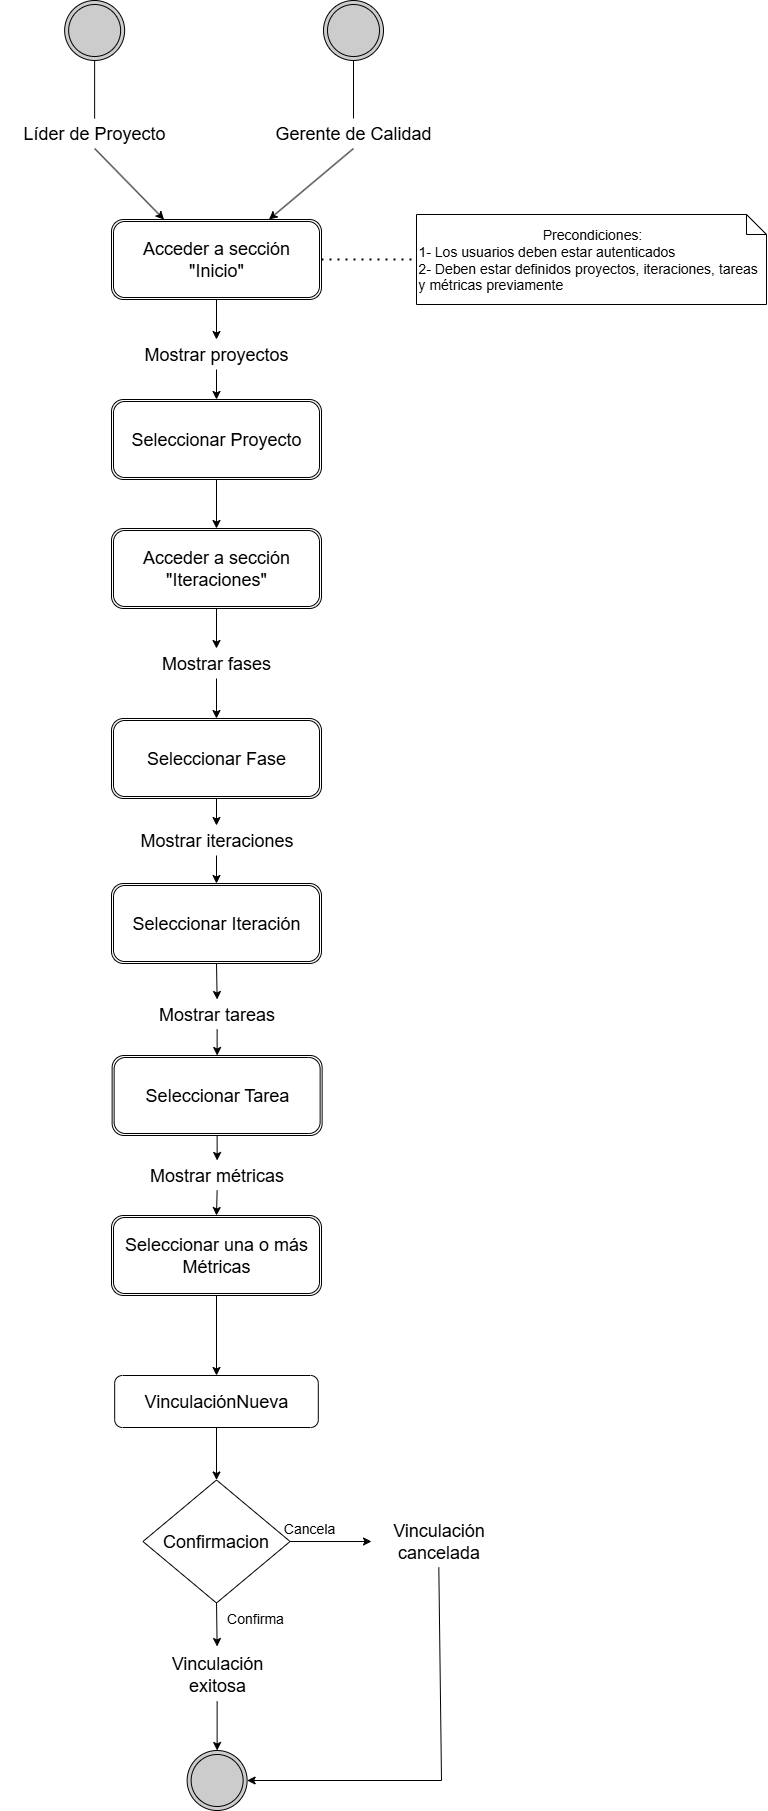 Líder de Proyecto
Gerente de Calidad
Acceder a sección
"Inicio"
Precondiciones:
1- Los usuarios deben estar autenticados
2- Deben estar definidos proyectos, iteraciones, tareas
y métricas previamente
Mostrar proyectos
Seleccionar Proyecto
Acceder a sección
"Iteraciones"
Mostrar fases
Seleccionar Fase
Mostrar iteraciones
Seleccionar Iteración
Mostrar tareas
Seleccionar Tarea
Mostrar métricas
Seleccionar una o más
Métricas
VinculaciónNueva
Confirmacion
Cancela
Vinculación
cancelada
Confirma
Vinculación
exitosa